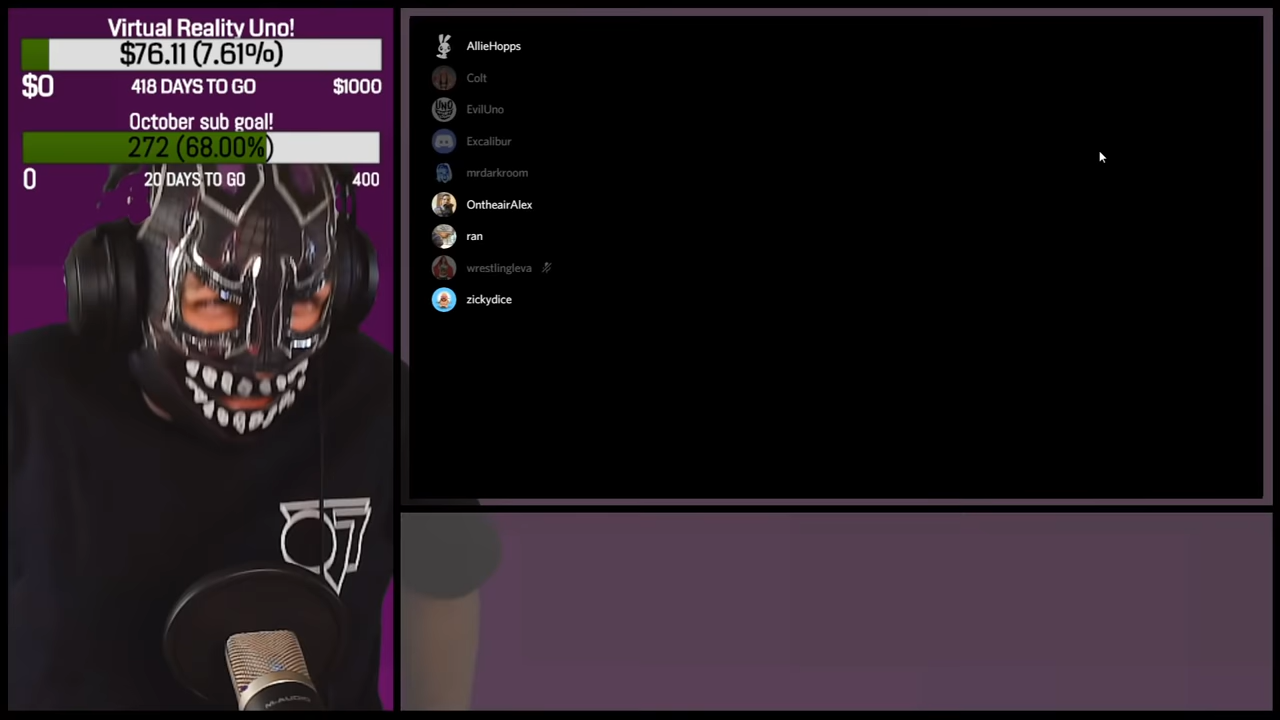 Virtual Reality Uno!
$76.11 (7.61%)
$0 418 DAYS TO GO $1000
October sub goal!
272 (68.00%)
0 20 DAYS TO GO 400
AllieHopps
Colt
EvilUno
Excalibur
mrdarkroom
OntheairAlex
ran
wrestlingleva
zickydice
M-AUDIO